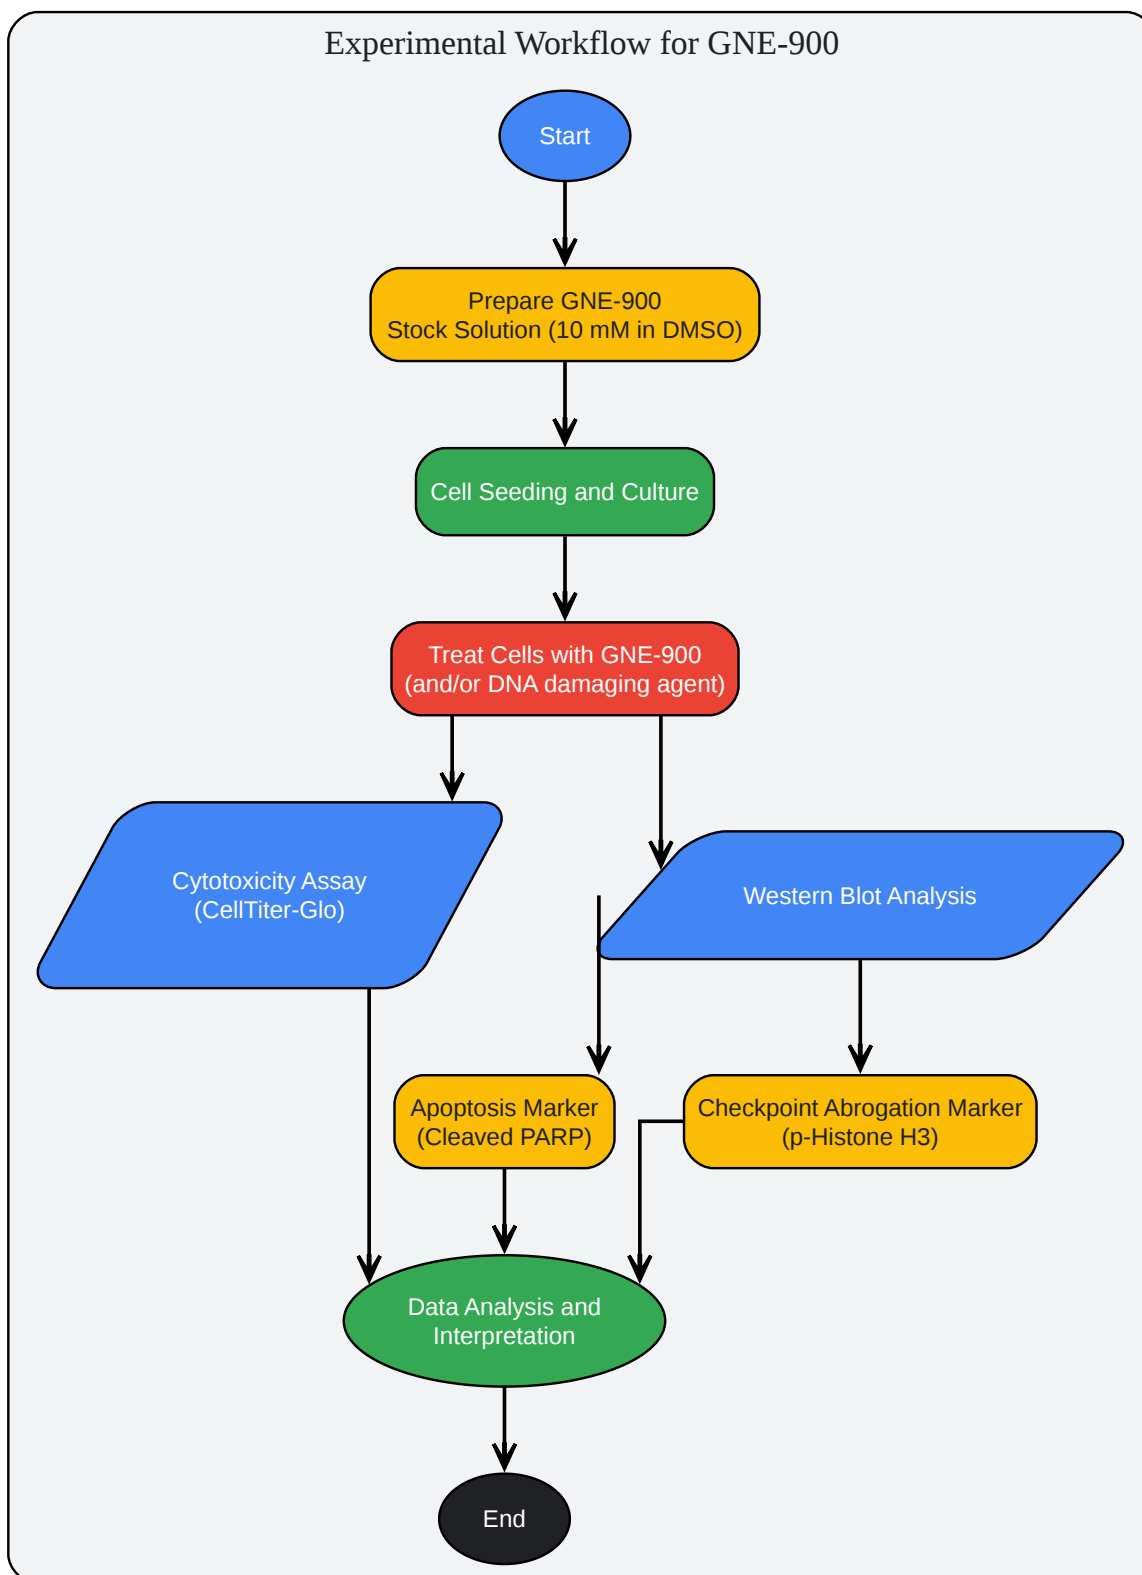 Experimental Workflow for GNE-900
Start
Prepare GNE-900
Stock Solution (10 mM in DMSO)
Cell Seeding and Culture
Treat Cells with GNE-900
(and/or DNA damaging agent)
Cytotoxicity Assay
(CellTiter-Glo)
Western Blot Analysis
Apoptosis Marker
(Cleaved PARP)
Checkpoint Abrogation Marker
(p-Histone H3)
Data Analysis and
Interpretation
End